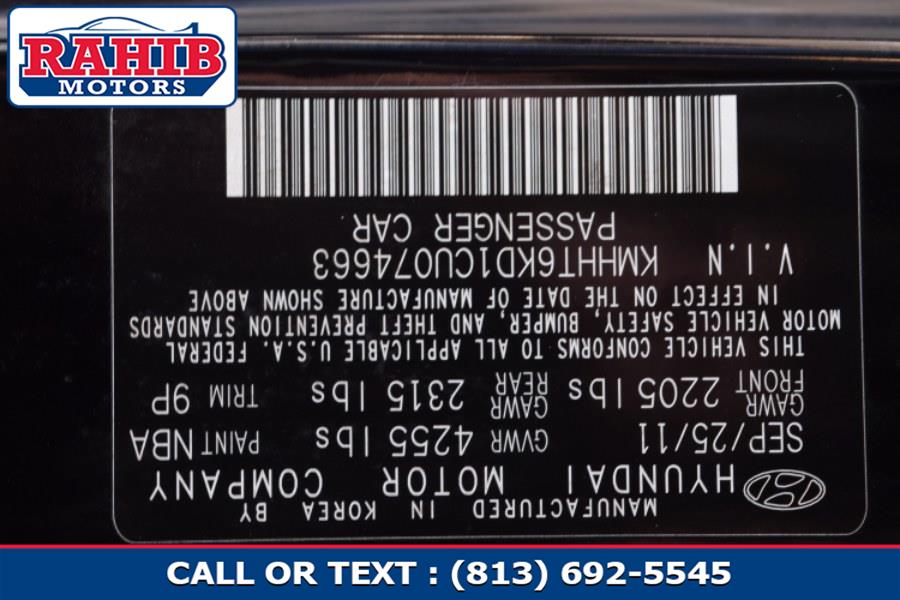 RAHIB
MOTORS
MANUFACTURED IN KOREA BY
HYUNDAI MOTOR COMPANY
SEP/25/11 GVWR 4255 lbs PAINT NBA
GAWR FRONT 2205 lbs GAWR REAR 2315 lbs TRIM 9P
THIS VEHICLE CONFORMS TO ALL APPLICABLE U.S.A. FEDERAL
MOTOR VEHICLE SAFETY, BUMPER, AND THEFT PREVENTION STANDARDS
IN EFFECT ON THE DATE OF MANUFACTURE SHOWN ABOVE
V.I.N KMHHT6KD1CU074663
PASSENGER CAR
CALL OR TEXT : (813) 692-5545